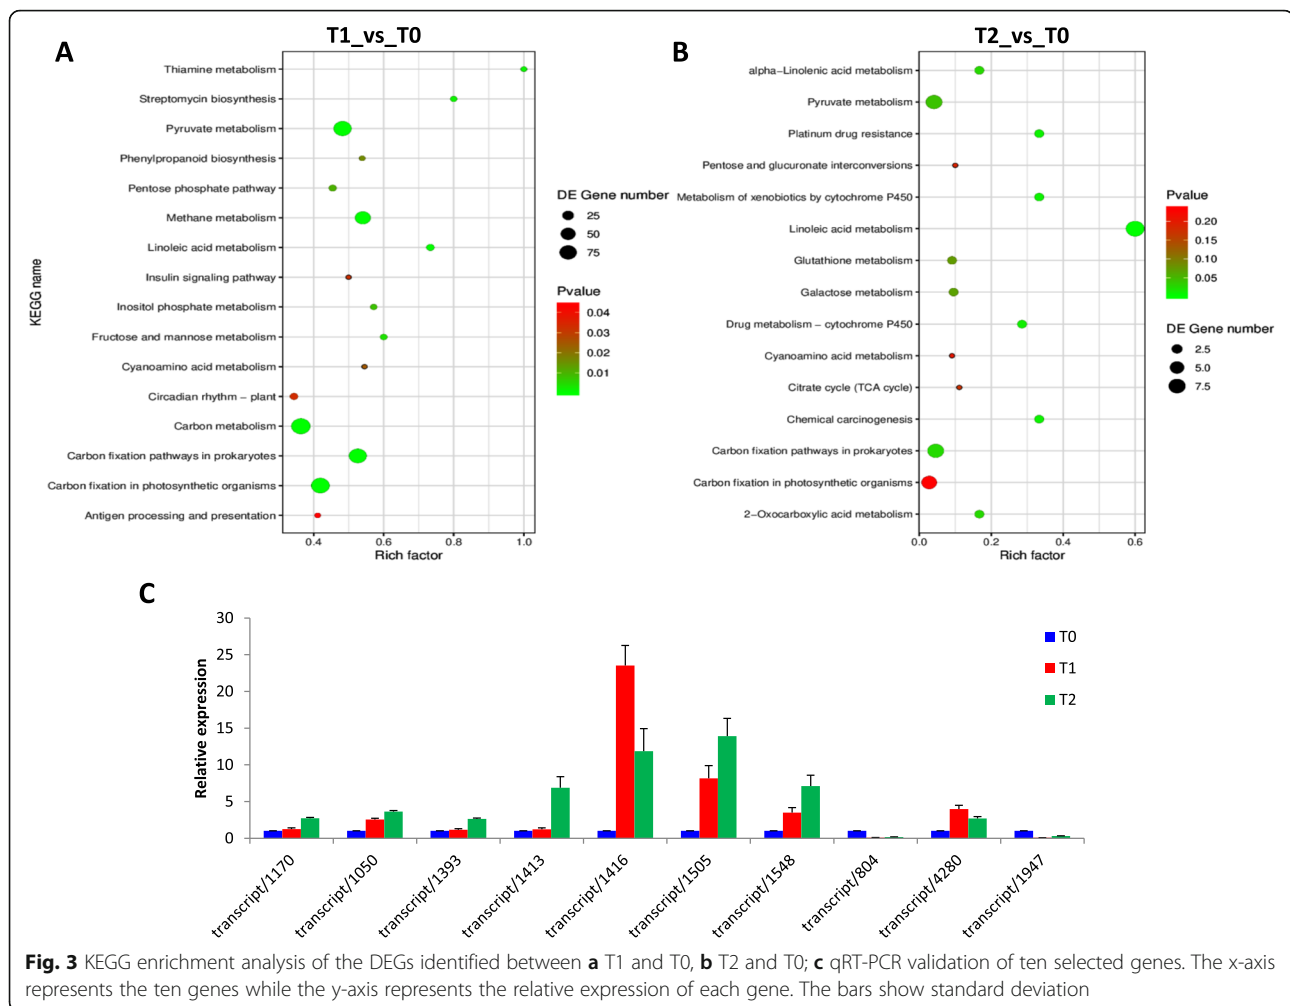 A
T1_vs_T0
KEGG name
Thiamine metabolism
Streptomycin biosynthesis
Pyruvate metabolism
Phenylpropanoid biosynthesis
Pentose phosphate pathway
Methane metabolism
Linoleic acid metabolism
Insulin signaling pathway
Inositol phosphate metabolism
Fructose and mannose metabolism
Cyanoamino acid metabolism
Circadian rhythm – plant
Carbon metabolism
Carbon fixation pathways in prokaryotes
Carbon fixation in photosynthetic organisms
Antigen processing and presentation
0.4 0.6 0.8 1.0
Rich factor
DE Gene number
25
50
75
Pvalue
0.04
0.03
0.02
0.01
B
T2_vs_T0
alpha−Linolenic acid metabolism
Pyruvate metabolism
Platinum drug resistance
Pentose and glucuronate interconversions
Metabolism of xenobiotics by cytochrome P450
Linoleic acid metabolism
Glutathione metabolism
Galactose metabolism
Drug metabolism − cytochrome P450
Cyanoamino acid metabolism
Citrate cycle (TCA cycle)
Chemical carcinogenesis
Carbon fixation pathways in prokaryotes
Carbon fixation in photosynthetic organisms
2−Oxocarboxylic acid metabolism
0.0 0.2 0.4 0.6
Rich factor
Pvalue
0.20
0.15
0.10
0.05
DE Gene number
2.5
5.0
7.5
C
Relative expression
30
25
20
15
10
5
0
T0
T1
T2
transcript/1170
transcript/1050
transcript/1393
transcript/1413
transcript/1416
transcript/1505
transcript/1548
transcript/804
transcript/4280
transcript/1947
Fig. 3 KEGG enrichment analysis of the DEGs identified between a T1 and T0, b T2 and T0; c qRT-PCR validation of ten selected genes. The x-axis
represents the ten genes while the y-axis represents the relative expression of each gene. The bars show standard deviation